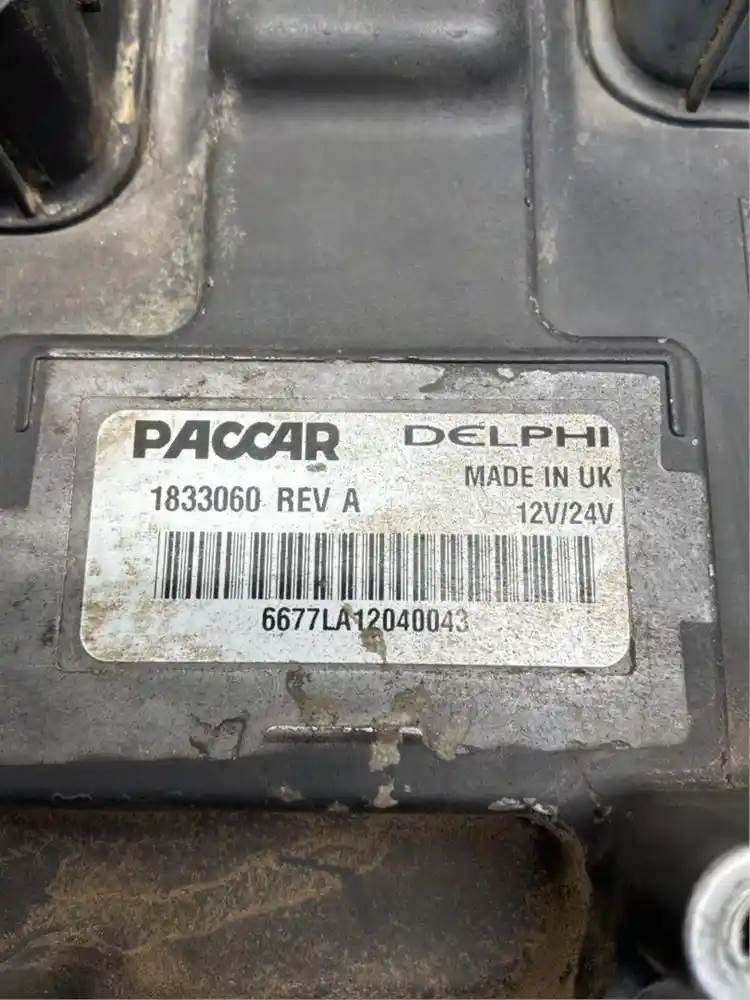 PACCAR DELPHI
MADE IN UK
1833060 REV A
12V/24V
6677LA12040043